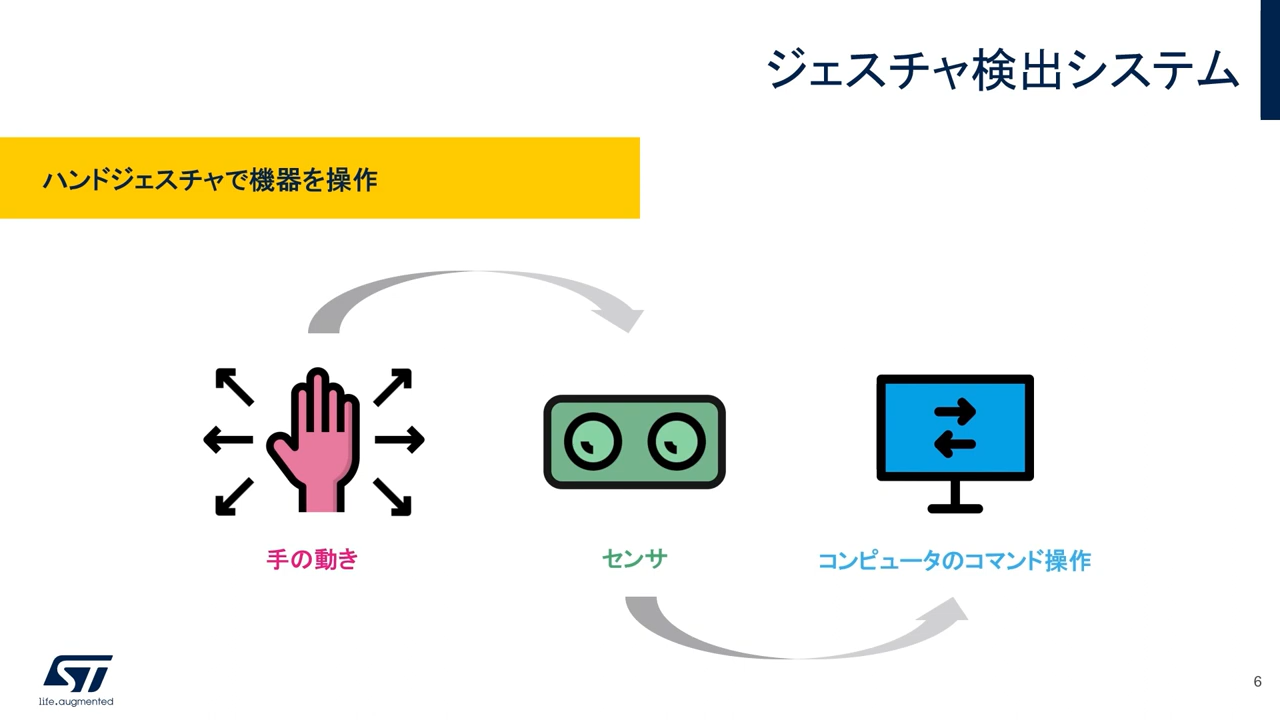 ジェスチャ検出システム
ハンドジェスチャで機器を操作
手の動き
センサ
コンピュータのコマンド操作
ST
life.augmented
6